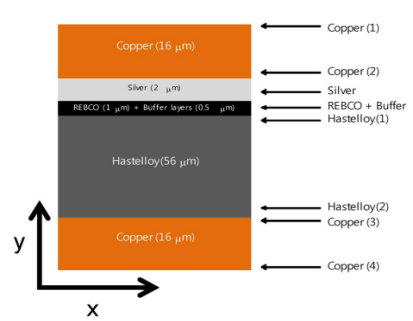 Copper (1)
Copper (16 μm)
Copper (2)
Silver (2 μm)
Silver
REBCO (1 μm) + Buffer layers (0.5 μm)
REBCO + Buffer
Hastelloy(1)
Hastelloy(56 μm)
Hastelloy(2)
Copper (3)
Copper (16 μm)
y
Copper (4)
x